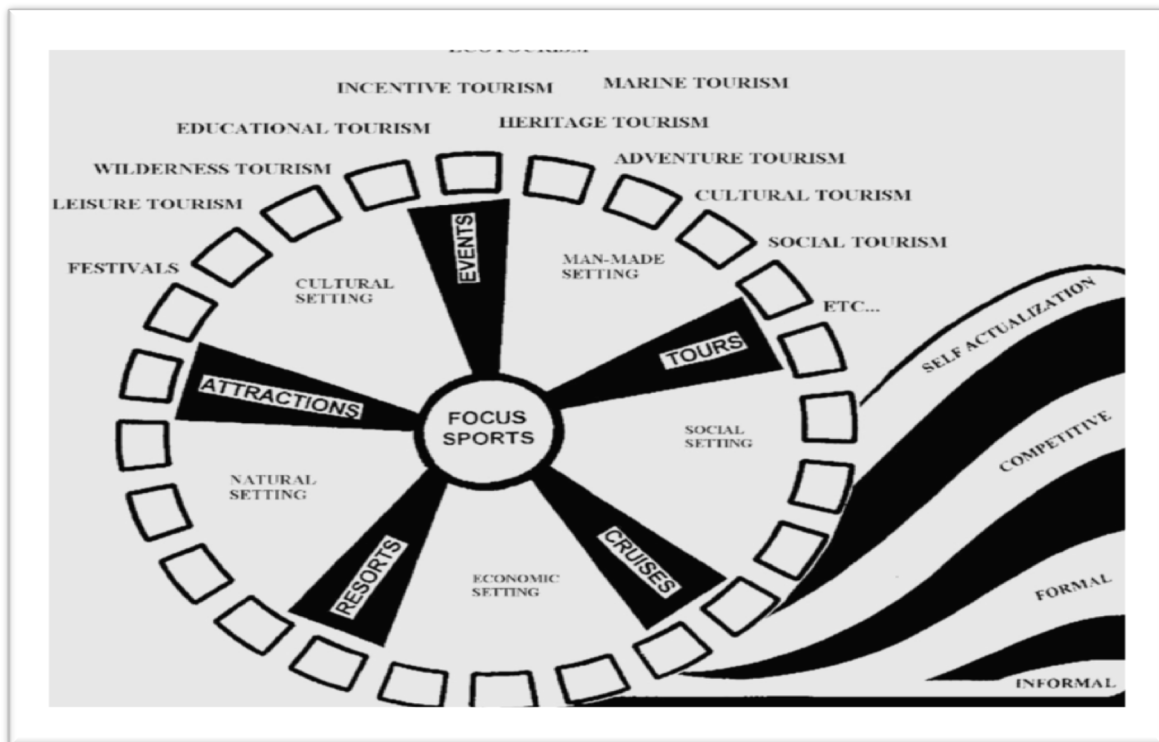 INCENTIVE TOURISM
MARINE TOURISM
EDUCATIONAL TOURISM
HERITAGE TOURISM
WILDERNESS TOURISM
ADVENTURE TOURISM
LEISURE TOURISM
CULTURAL TOURISM
FESTIVALS
SOCIAL TOURISM
ETC...
EVENTS
CULTURAL
SETTING
MAN-MADE
SETTING
TOURS
ATTRACTIONS
FOCUS
SPORTS
SOCIAL
SETTING
NATURAL
SETTING
RESORTS
ECONOMIC
SETTING
CRUISES
SELF ACTUALIZATION
COMPETITIVE
FORMAL
INFORMAL